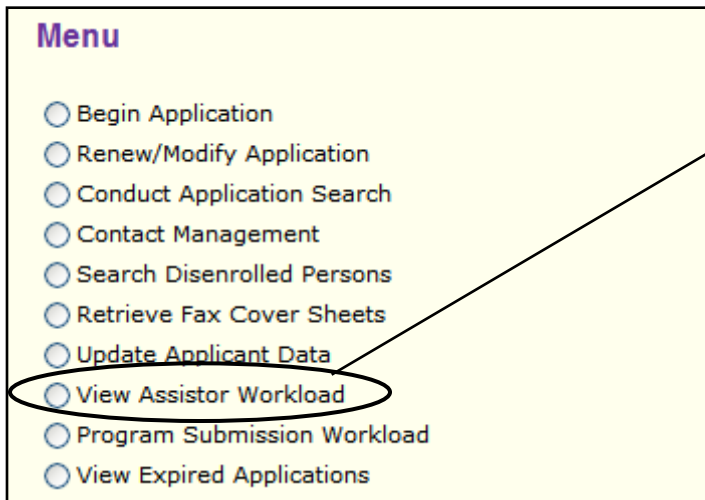 Menu
Begin Application
Renew/Modify Application
Conduct Application Search
Contact Management
Search Disenrolled Persons
Retrieve Fax Cover Sheets
Update Applicant Data
View Assistor Workload
Program Submission Workload
View Expired Applications